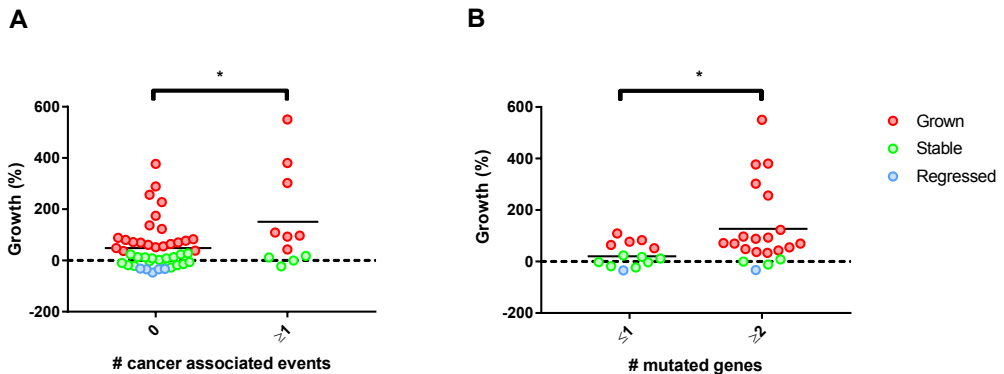 A
B
*
*
600
400
200
0
-200
Growth (%)
0
≥1
# cancer associated events
600
400
200
0
-200
Growth (%)
≤1
≥2
# mutated genes
Grown
Stable
Regressed